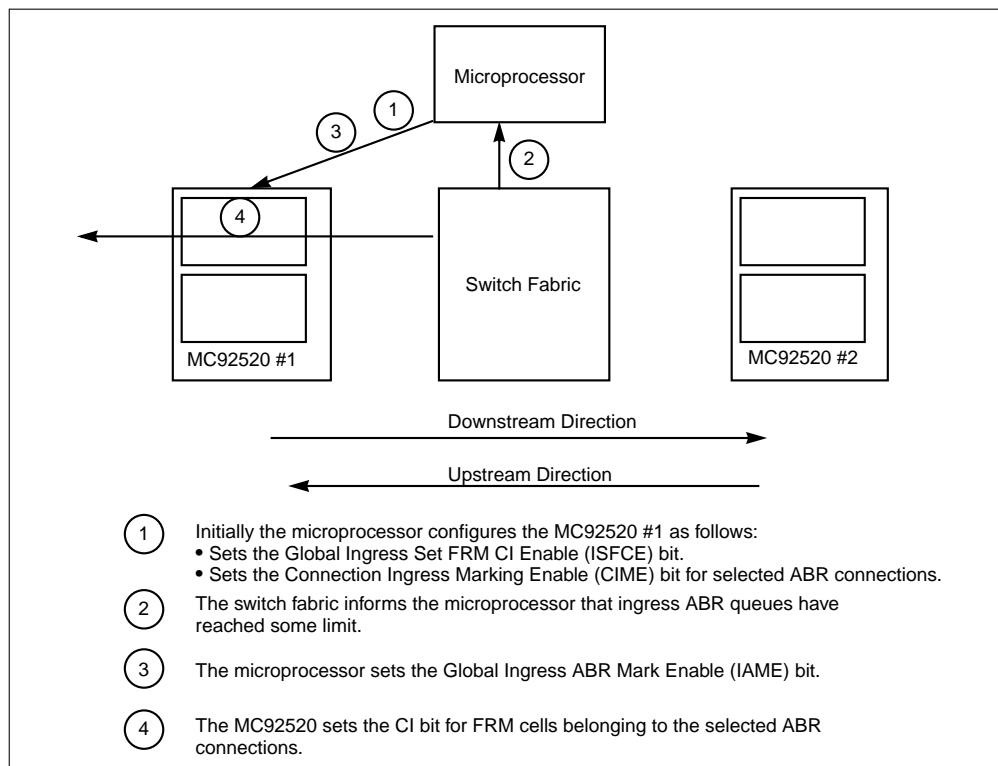 Microprocessor
1
3
2
4
Switch Fabric
MC92520 #1
MC92520 #2
Downstream Direction
Upstream Direction
1 Initially the microprocessor configures the MC92520 #1 as follows:
• Sets the Global Ingress Set FRM CI Enable (ISFCE) bit.
• Sets the Connection Ingress Marking Enable (CIME) bit for selected ABR connections.
2 The switch fabric informs the microprocessor that ingress ABR queues have
reached some limit.
3 The microprocessor sets the Global Ingress ABR Mark Enable (IAME) bit.
4 The MC92520 sets the CI bit for FRM cells belonging to the selected ABR
connections.